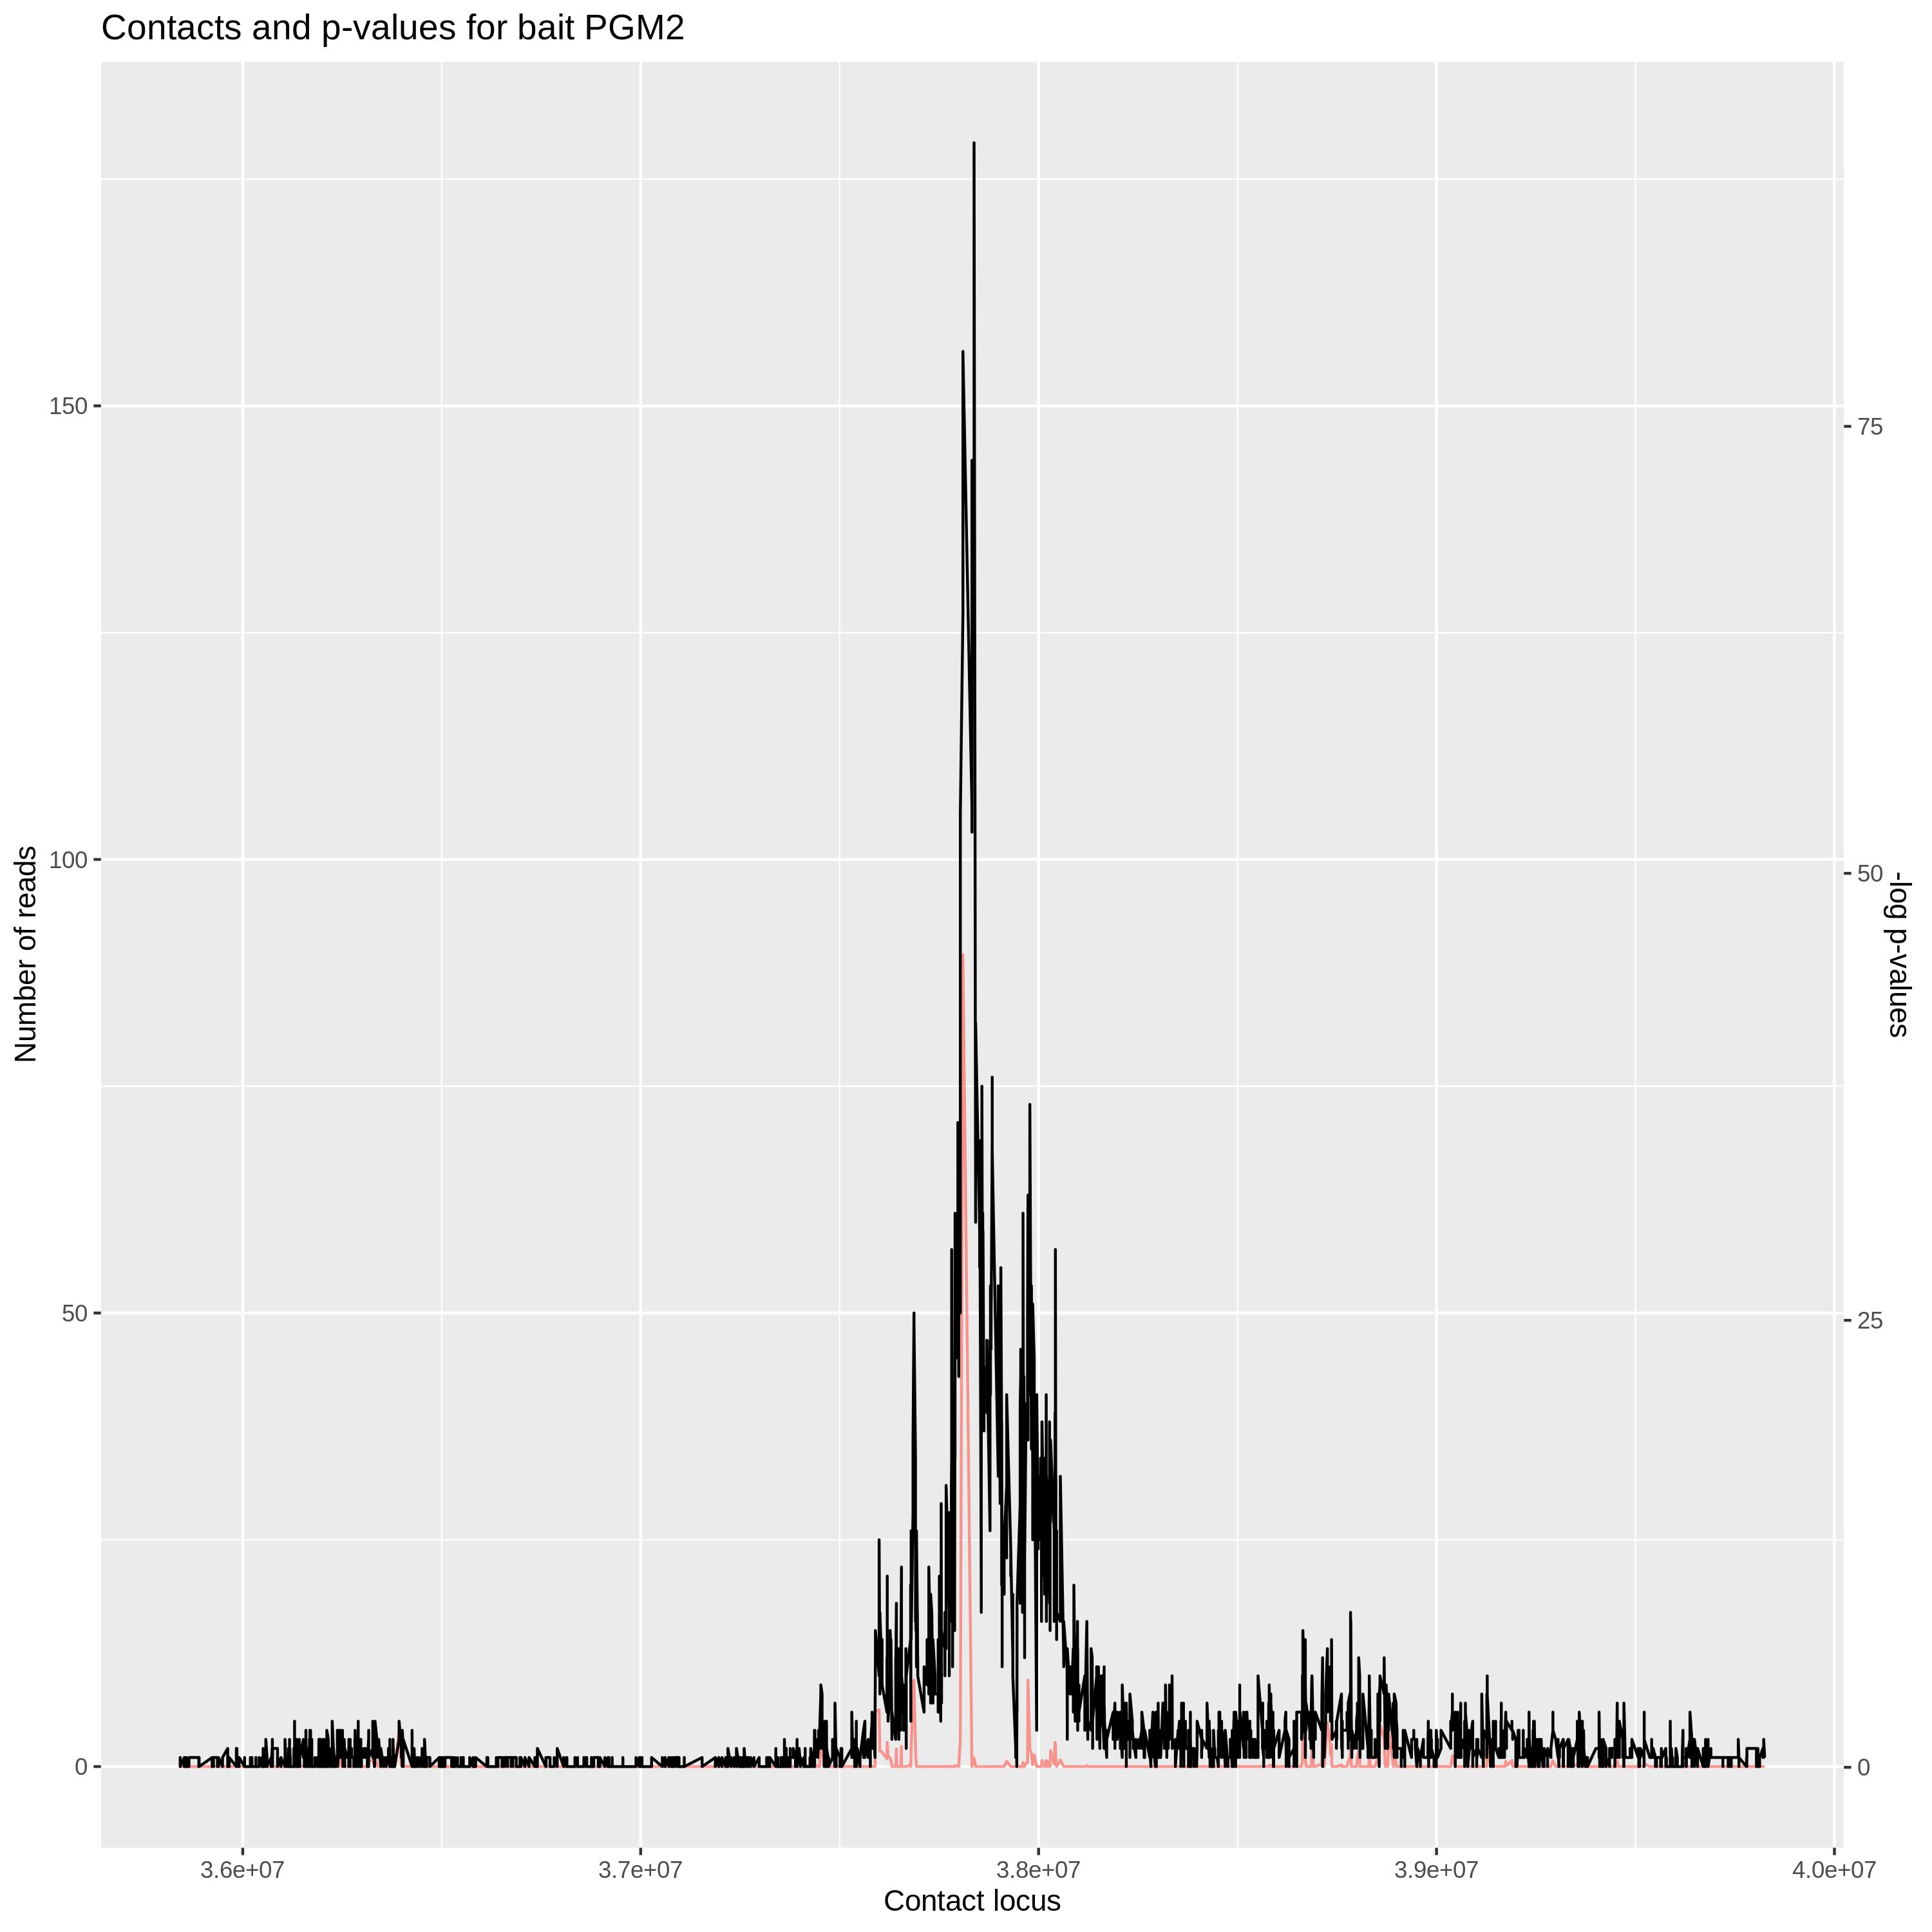 Contacts and p-values for bait PGM2
Number of reads
150
100
50
0
75
50
25
0
-log p-values
3.6e+07
3.7e+07
3.8e+07
3.9e+07
4.0e+07
Contact locus